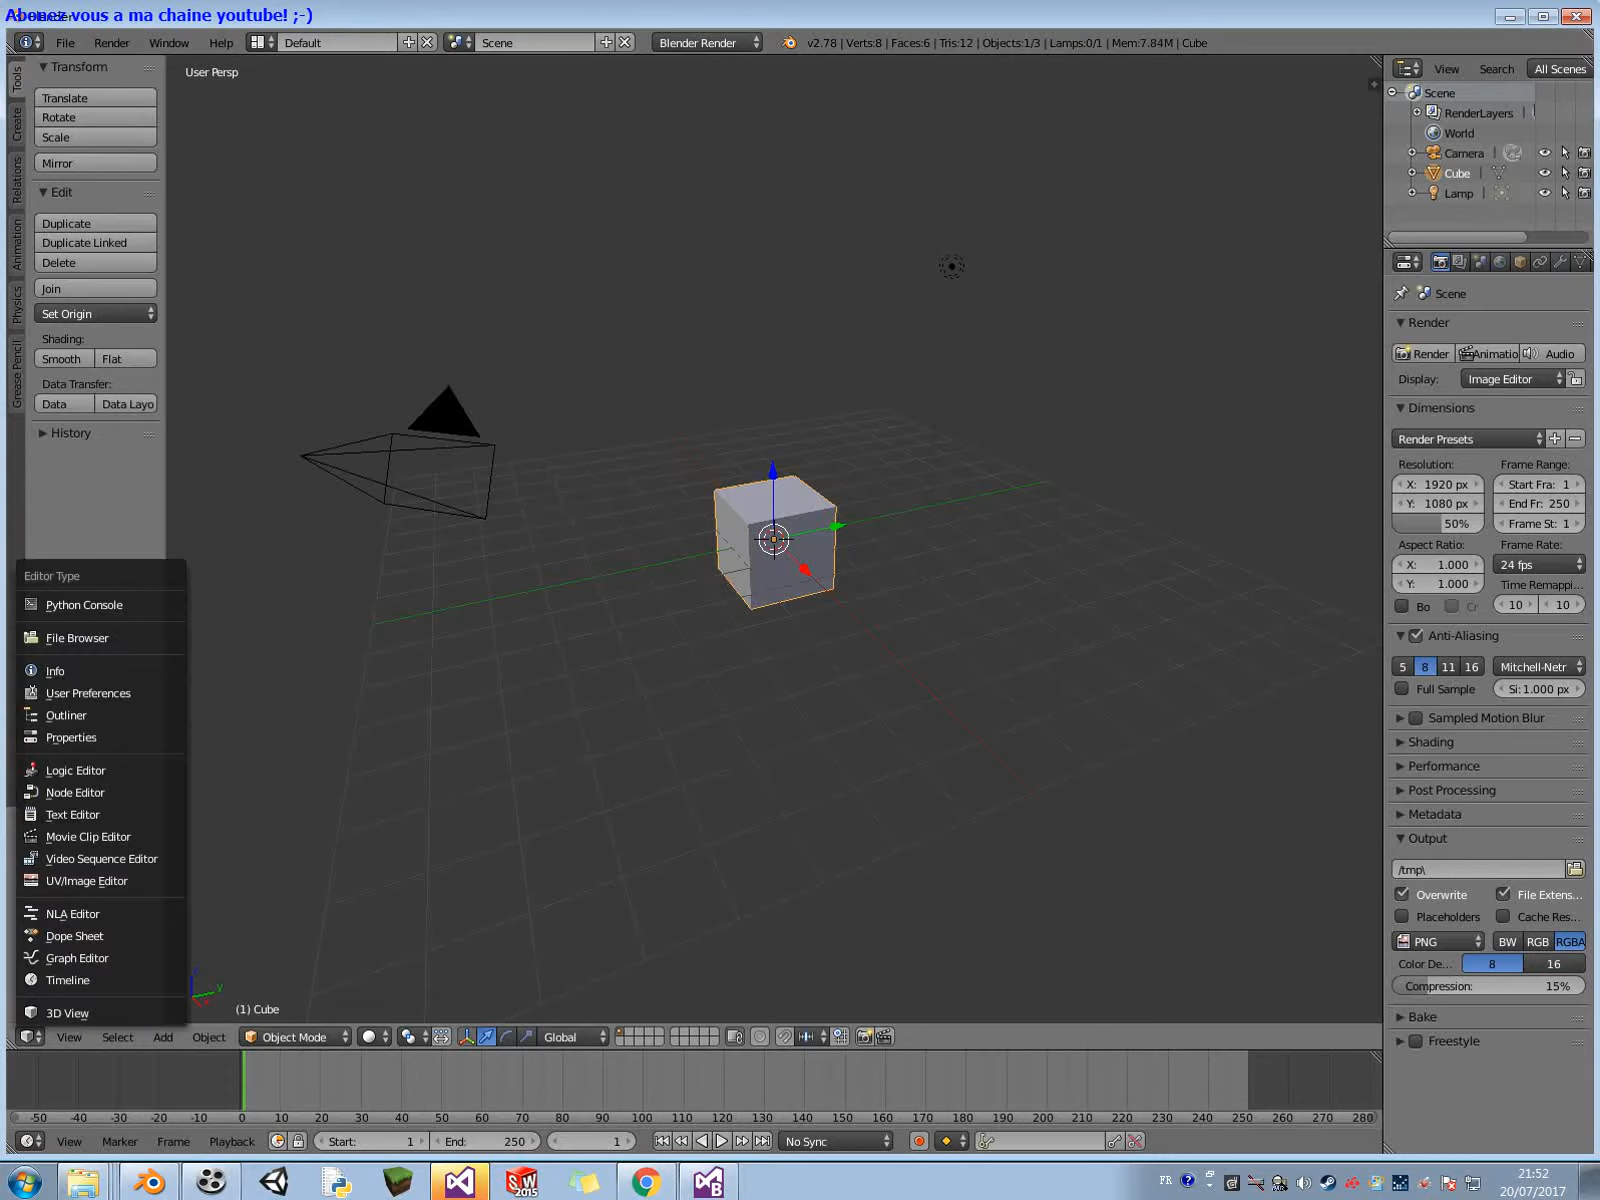 Abonez vous a ma chaine youtube! ;-)
File Render Window Help Default Scene Blender Render v2.78 | Verts:8 | Faces:6 | Tris:12 | Objects:1/3 | Lamps:0/1 | Mem:7.84M | Cube
Tools
Create
Relations
Animation
Physics
Grease Pencil
Transform
Translate
Rotate
Scale
Mirror
Edit
Duplicate
Duplicate Linked
Delete
Join
Set Origin
Shading:
Smooth Flat
Data Transfer:
Data Data Layo
History
User Persp
Editor Type
Python Console
File Browser
Info
User Preferences
Outliner
Properties
Logic Editor
Node Editor
Text Editor
Movie Clip Editor
Video Sequence Editor
UV/Image Editor
NLA Editor
Dope Sheet
Graph Editor
Timeline
3D View
y
(1) Cube
View Select Add Object Object Mode Global
View Search All Scenes
Scene
RenderLayers
World
Camera
Cube
Lamp
Scene
Render
Render Animatio Audio
Display: Image Editor
Dimensions
Render Presets
Resolution: Frame Range:
X: 1920 px Start Fra: 1
Y: 1080 px End Fr: 250
50% Frame St: 1
Aspect Ratio: Frame Rate:
X: 1.000 24 fps
Y: 1.000 Time Remappi...
Bo Cr 10 10
Anti-Aliasing
5 8 11 16 Mitchell-Netr
Full Sample Si: 1.000 px
Sampled Motion Blur
Shading
Performance
Post Processing
Metadata
Output
/tmp\
Overwrite File Extens...
Placeholders Cache Res...
PNG BW RGB RGBA
Color De... 8 16
Compression: 15%
Bake
Freestyle
-50 -40 -30 -20 -10 0 10 20 30 40 50 60 70 80 90 100 110 120 130 140 150 160 170 180 190 200 210 220 230 240 250 260 270 280
View Marker Frame Playback Start: 1 End: 250 1 No Sync
SW 2015 FR 21:52
20/07/2017